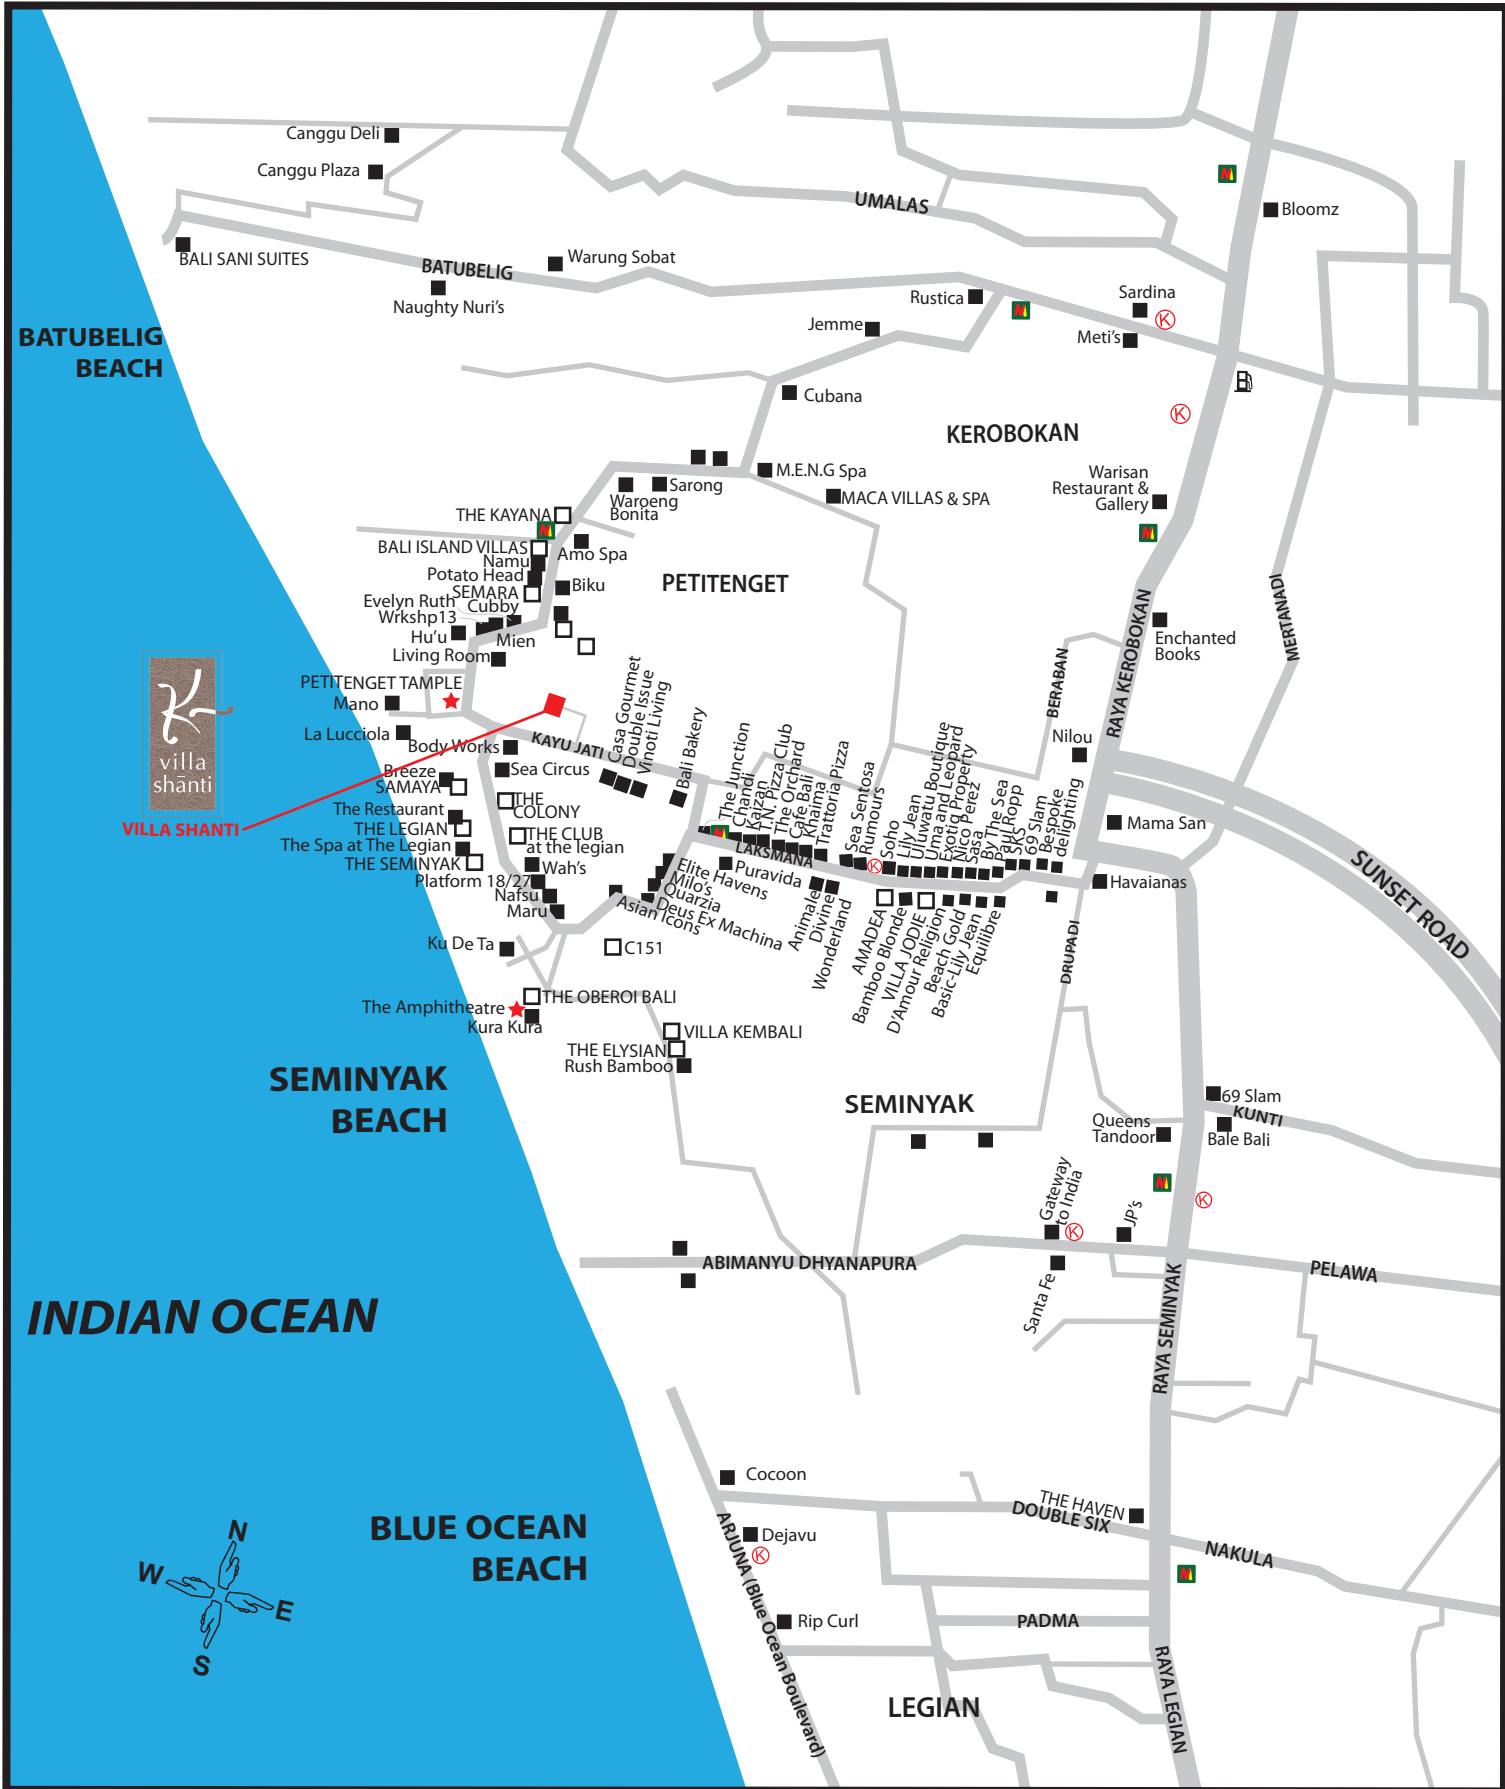 Canggu Deli
Canggu Plaza
UMALAS
Bloomz
BALI SANI SUITES
BATUBELIG
Warung Sobat
Naughty Nuri's
Rustica
Sardina
K
Jemme
Meti's
BATUBELIG
BEACH
Cubana
K
KEROBOKAN
M.E.N.G Spa
Sarong
Waroeng
Bonita
MACA VILLAS & SPA
Warisan
Restaurant &
Gallery
THE KAYANA
BALI ISLAND VILLAS
Amo Spa
Namu
Potato Head
SEMARA
Biku
PETITENGET
Evelyn Ruth
Cubby
Wrkshp13
Hu'u
Mien
Living Room
Enchanted
Books
MERTANADI
RAYA KEROBOKAN
BERABAN
PETITENGET TAMPLE
Mano
La Lucciola
Body Works
KAYU JATI
Casa Gourmet
Double Issue
Vinoti Living
Bali Bakery
Nilou
villa
shānti
VILLA SHANTI
Breeze
SAMAYA
Sea Circus
THE
COLONY
The Restaurant
THE LEGIAN
The Spa at The Legian
THE SEMINYAK
THE CLUB
at the legian
Wah's
Platform 18/27
Nafsu
Maru
The Junction
Chandi
Kaizan
T.N. Pizza Club
The Orchard
Cafe Bali
Khaima
Trattoria Pizza
Sea Sentosa
Rumours
K
Soho
Lily Jean
Uluwatu Boutique
Uma and Leopard
Exotiq Property
Nico Perez
Sasa
By The Sea
Paul Ropp
SKS
69 Slam
Bespoke
delighting
Mama San
LAKSMANA
Havaianas
SUNSET ROAD
Elite Havens
Milo's
Quarzia
Deus Ex Machina
Asian Icons
Puravida
Animale
Divine
Wonderland
AMADEA
Bamboo Blonde
VILLA JODIE
D'Amour Religion
Beach Gold
Basic-Lily Jean
Equilibre
DRUPADI
Ku De Ta
C151
THE OBEROI BALI
The Amphitheatre
Kura Kura
VILLA KEMBALI
THE ELYSIAN
Rush Bamboo
SEMINYAK
BEACH
SEMINYAK
69 Slam
KUNTI
Bale Bali
Queens
Tandoor
Gateway
to India
K
JP's
K
ABIMANYU DHYANAPURA
Santa Fe
PELAWA
RAYA SEMINYAK
INDIAN OCEAN
Cocoon
THE HAVEN
DOUBLE SIX
NAKULA
BLUE OCEAN
BEACH
Dejavu
K
ARJUNA (Blue Ocean Boulevard)
Rip Curl
PADMA
RAYA LEGIAN
LEGIAN
N
W
E
S